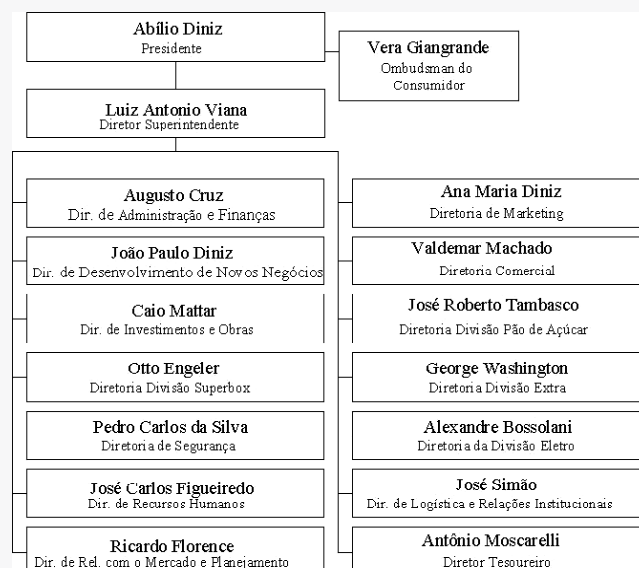 Abílio Diniz
Presidente
Vera Giangrande
Ombudsman do
Consumidor
Luiz Antonio Viana
Diretor Superintendente
Augusto Cruz
Dir. de Administração e Finanças
Ana Maria Diniz
Diretoria de Marketing
João Paulo Diniz
Dir. de Desenvolvimento de Novos Negócios
Valdemar Machado
Diretoria Comercial
Caio Mattar
Dir. de Investimentos e Obras
José Roberto Tambasco
Diretoria Divisão Pão de Açúcar
Otto Engeler
Diretoria Divisão Superbox
George Washington
Diretoria Divisão Extra
Pedro Carlos da Silva
Diretoria de Segurança
Alexandre Bossolani
Diretoria da Divisão Eletro
José Carlos Figueiredo
Dir. de Recursos Humanos
José Simão
Dir. de Logística e Relações Institucionais
Ricardo Florence
Dir. de Rel. com o Mercado e Planejamento
Antônio Moscarelli
Diretor Tesoureiro